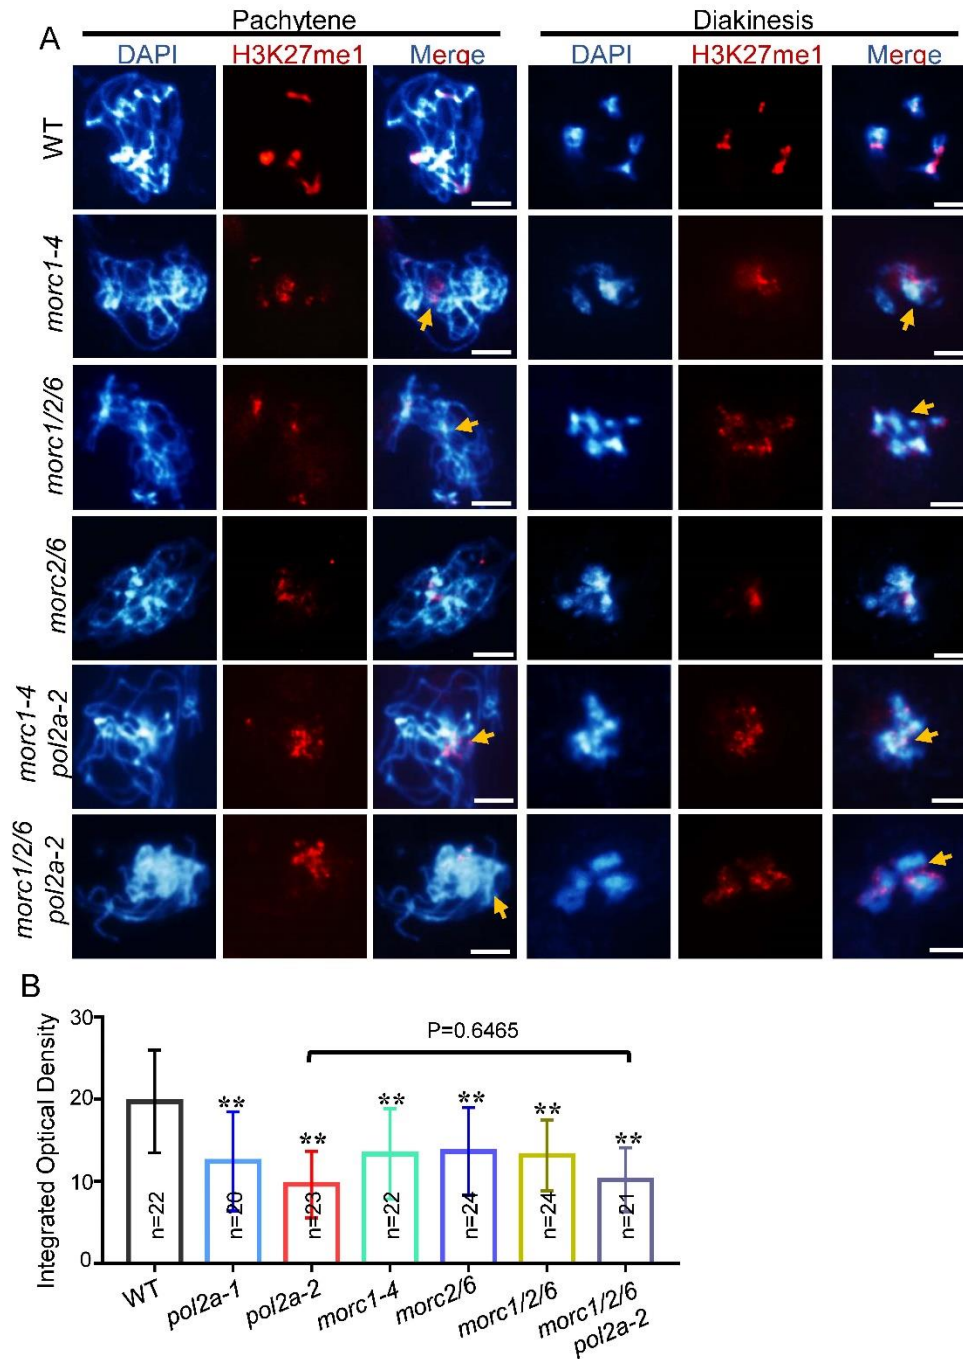 A
Pachytene
Diakinesis
DAPI H3K27me1 Merge DAPI H3K27me1 Merge
WT
morc1-4
morc1/2/6
morc2/6
morc1-4
pol2a-2
morc1/2/6
pol2a-2
B
Integrated Optical Density
30
20
10
0
P=0.6465
** ** ** ** ** **
n=22 n=20 n=23 n=22 n=24 n=24 n=21
WT pol2a-1 pol2a-2 morc1-4 morc2/6 morc1/2/6 morc1/2/6
pol2a-2